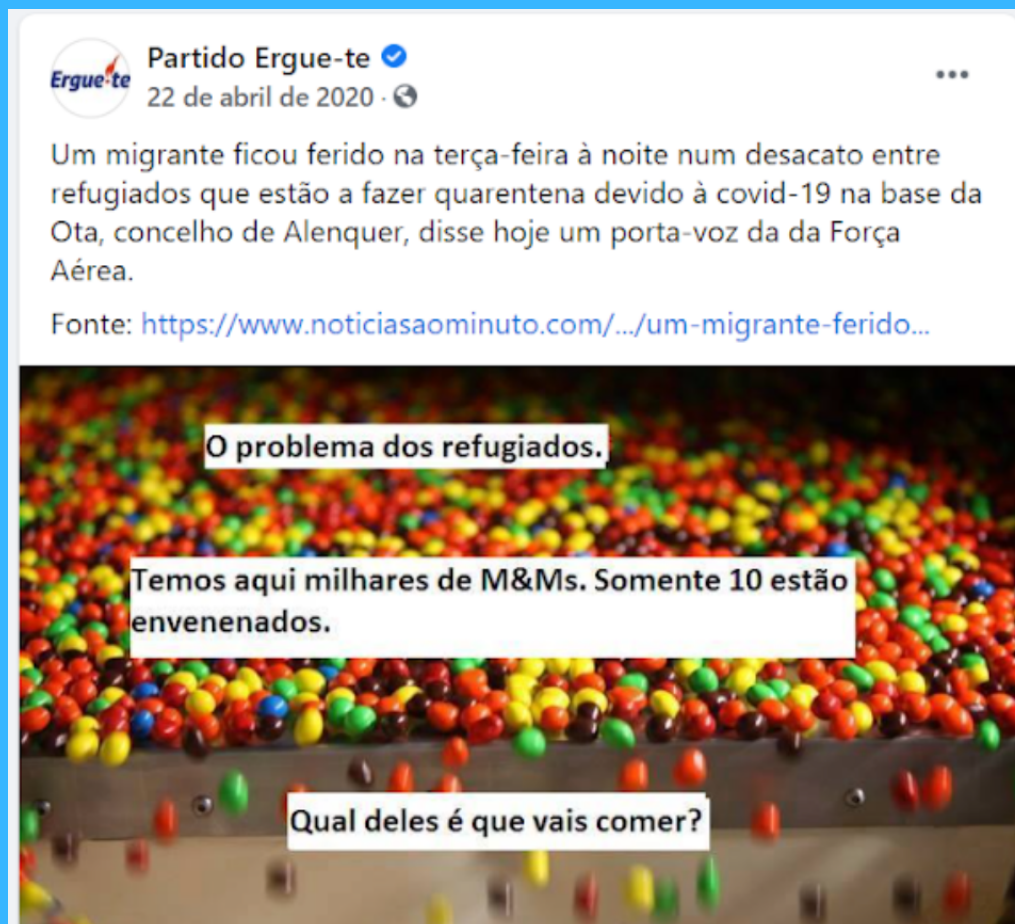 Ergue-te
Partido Ergue-te
22 de abril de 2020 ·
Um migrante ficou ferido na terça-feira à noite num desacato entre
refugiados que estão a fazer quarentena devido à covid-19 na base da
Ota, concelho de Alenquer, disse hoje um porta-voz da da Força
Aérea.
Fonte: https://www.noticiasaominuto.com/.../um-migrante-ferido...
O problema dos refugiados.
Temos aqui milhares de M&Ms. Somente 10 estão
envenenados.
Qual deles é que vais comer?